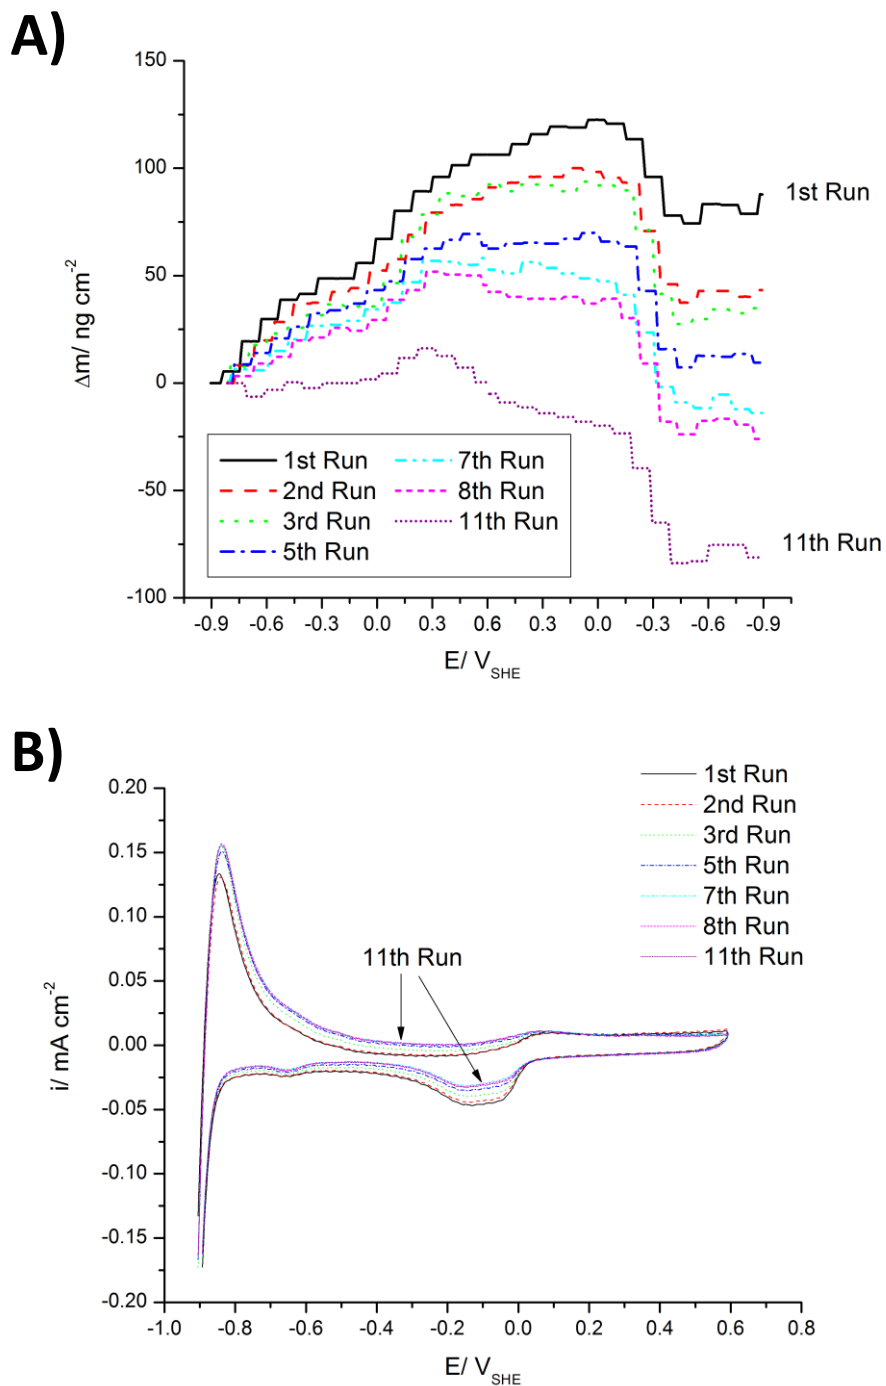 A)
150
100
50
0
-50
-100
Δm/ ng cm-2
1st Run
11th Run
1st Run
2nd Run
3rd Run
5th Run
7th Run
8th Run
11th Run
-0.9 -0.6 -0.3 0.0 0.3 0.6 0.3 0.0 -0.3 -0.6 -0.9
E/ VSHE
B)
0.20
0.15
0.10
0.05
0.00
-0.05
-0.10
-0.15
-0.20
i/ mA cm-2
1st Run
2nd Run
3rd Run
5th Run
7th Run
8th Run
11th Run
11th Run
-1.0 -0.8 -0.6 -0.4 -0.2 0.0 0.2 0.4 0.6 0.8
E/ VSHE